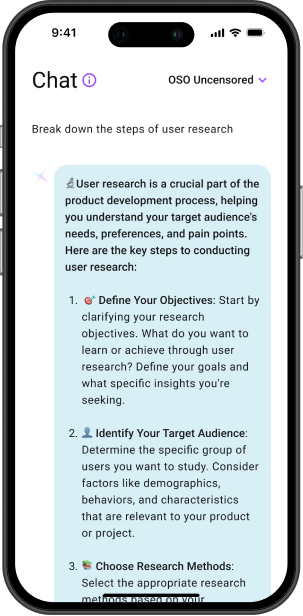 9:41
Chat
OSO Uncensored
Break down the steps of user research
🔬User research is a crucial part of the
product development process, helping
you understand your target audience's
needs, preferences, and pain points.
Here are the key steps to conducting
user research:
1. 🎯 Define Your Objectives: Start by
clarifying your research
objectives. What do you want to
learn or achieve through user
research? Define your goals and
what specific insights you're
seeking.
2. 👤 Identify Your Target Audience:
Determine the specific group of
users you want to study. Consider
factors like demographics,
behaviors, and characteristics
that are relevant to your product
or project.
3. 📚 Choose Research Methods:
Select the appropriate research
methods based on your